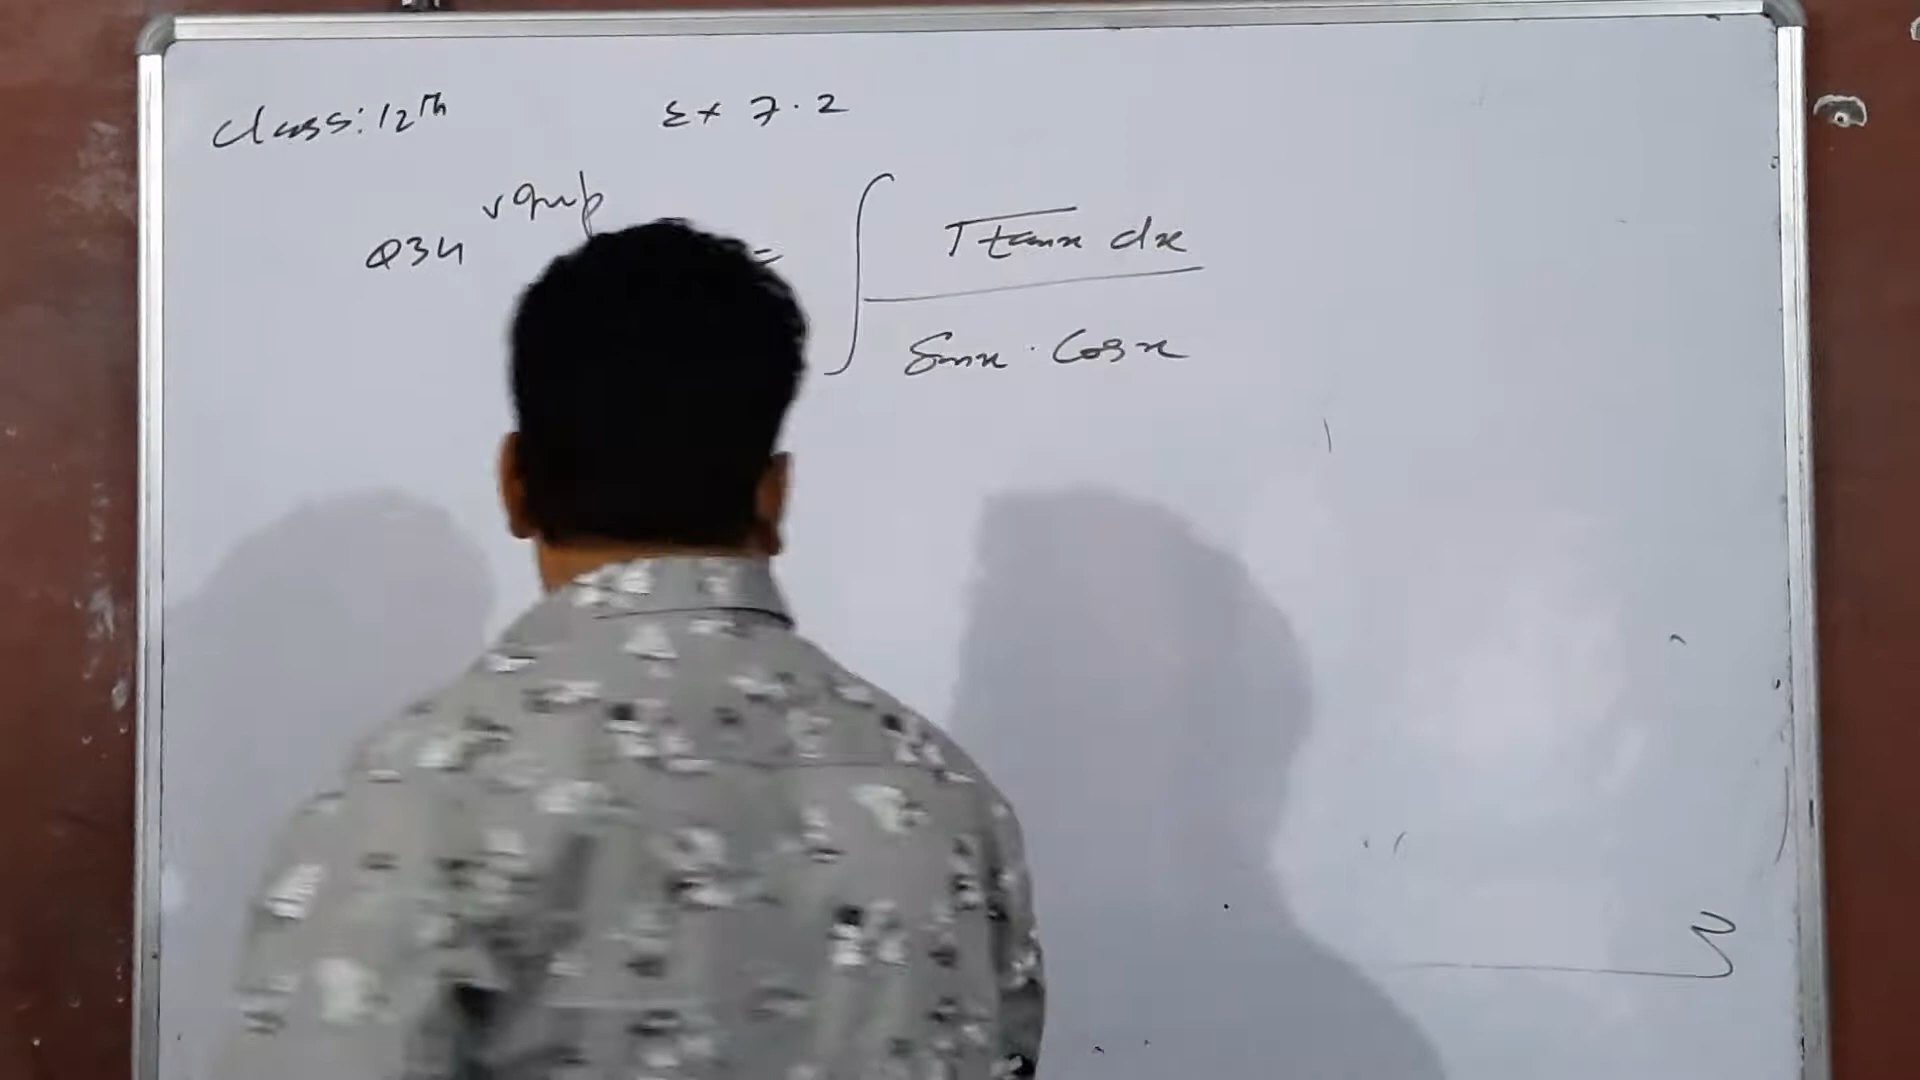 Class: 12th Ex 7.2
Q34 = ∫ √tanx dx / Sinx · Cosx